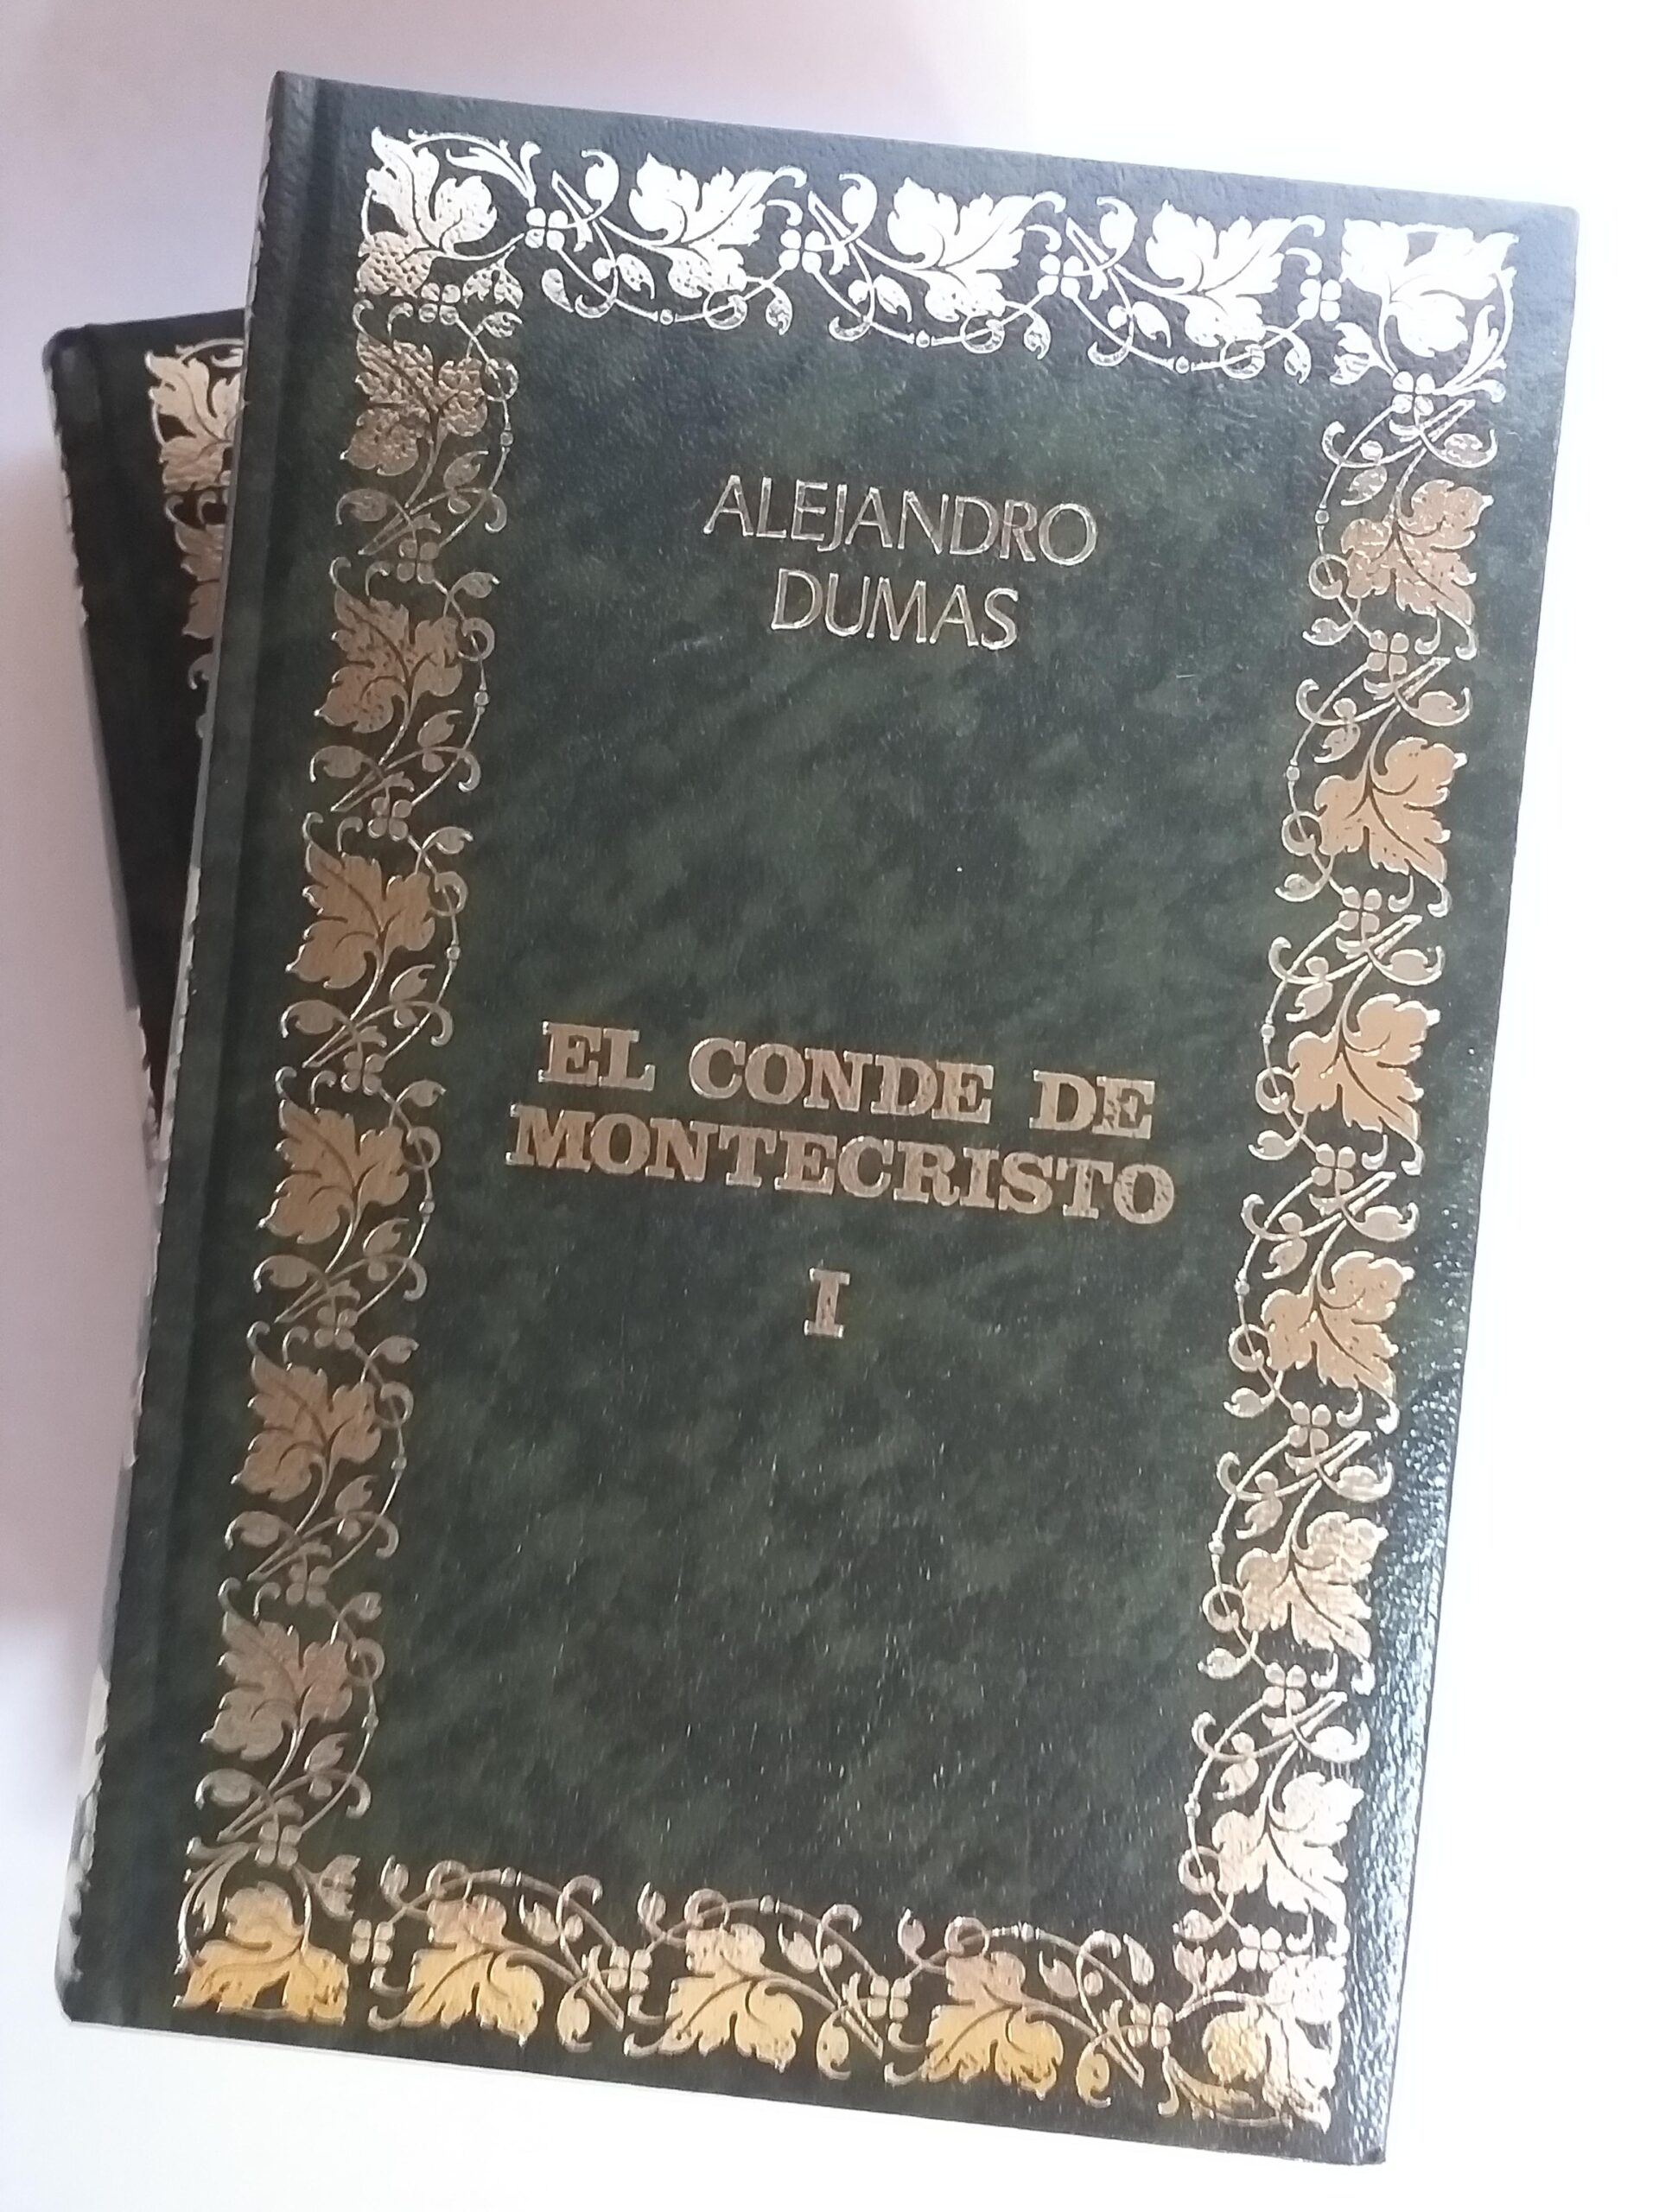 ALEJANDRO
DUMAS
EL CONDE DE
MONTECRISTO
I